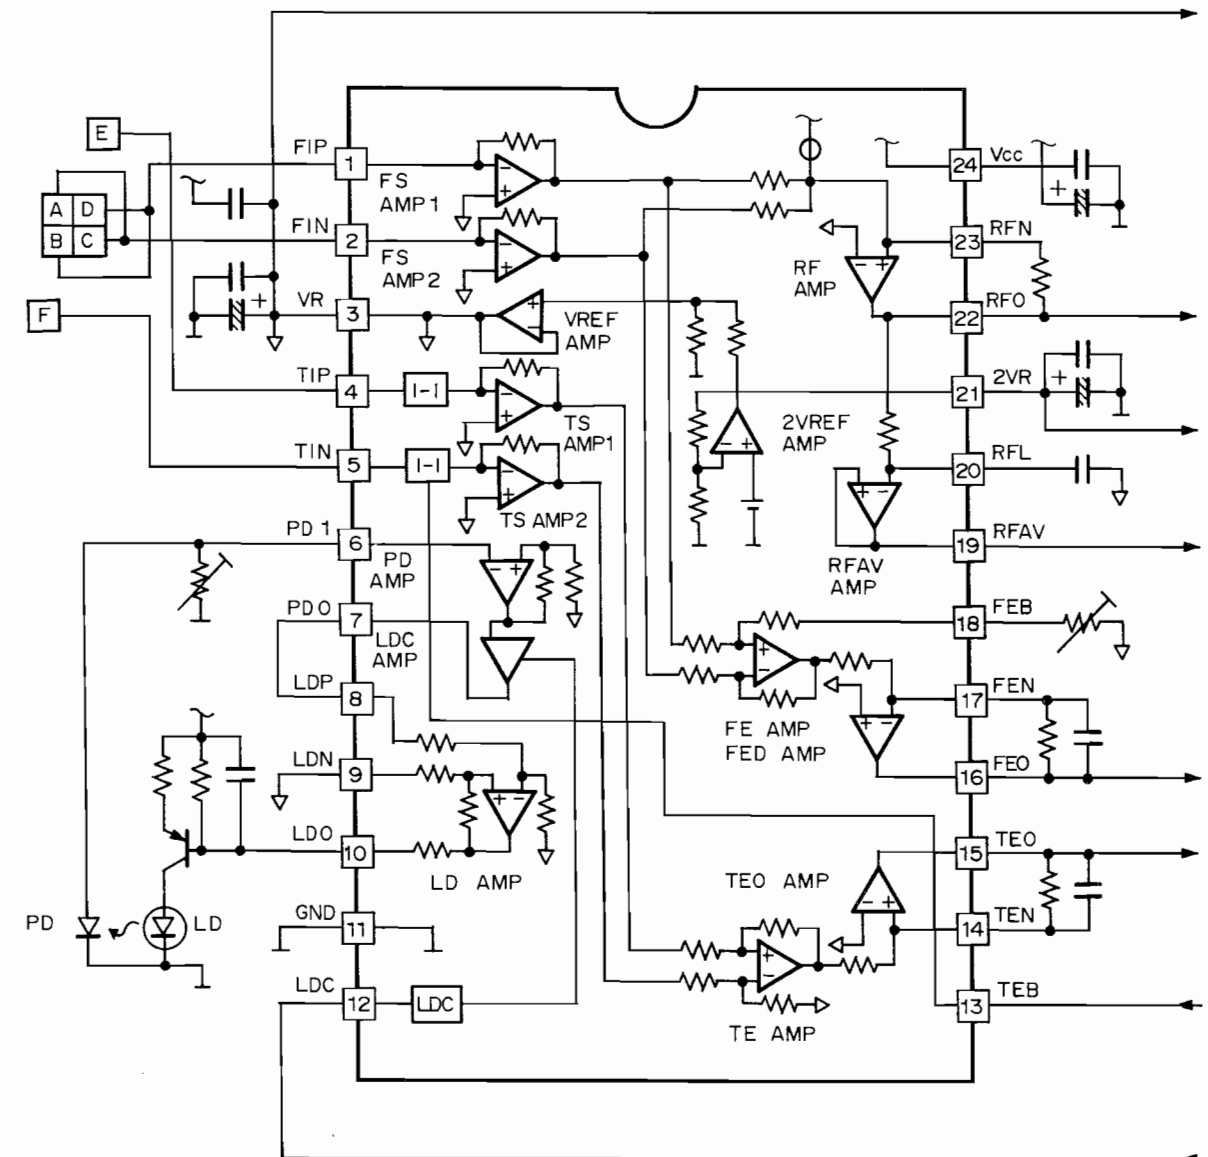 E
A D
B C
F
FIP 1
FS
AMP1
FIN 2
FS
AMP2
+
VR 3
VREF
AMP
TIP 4
I-I
TS
AMP1
TIN 5
I-I
TS AMP2
PD 1 6
PD
AMP
PDO 7
LDC
AMP
LDP 8
LDN 9
LDO 10
LD AMP
PD
LD
GND 11
LDC 12
LDC
24 Vcc
+
23 RFN
RF
AMP
22 RFO
21 2VR
+
2VREF
AMP
20 RFL
19 RFAV
RFAV
AMP
18 FEB
17 FEN
FE AMP
FED AMP
16 FEO
15 TEO
TEO AMP
14 TEN
13 TEB
TE AMP